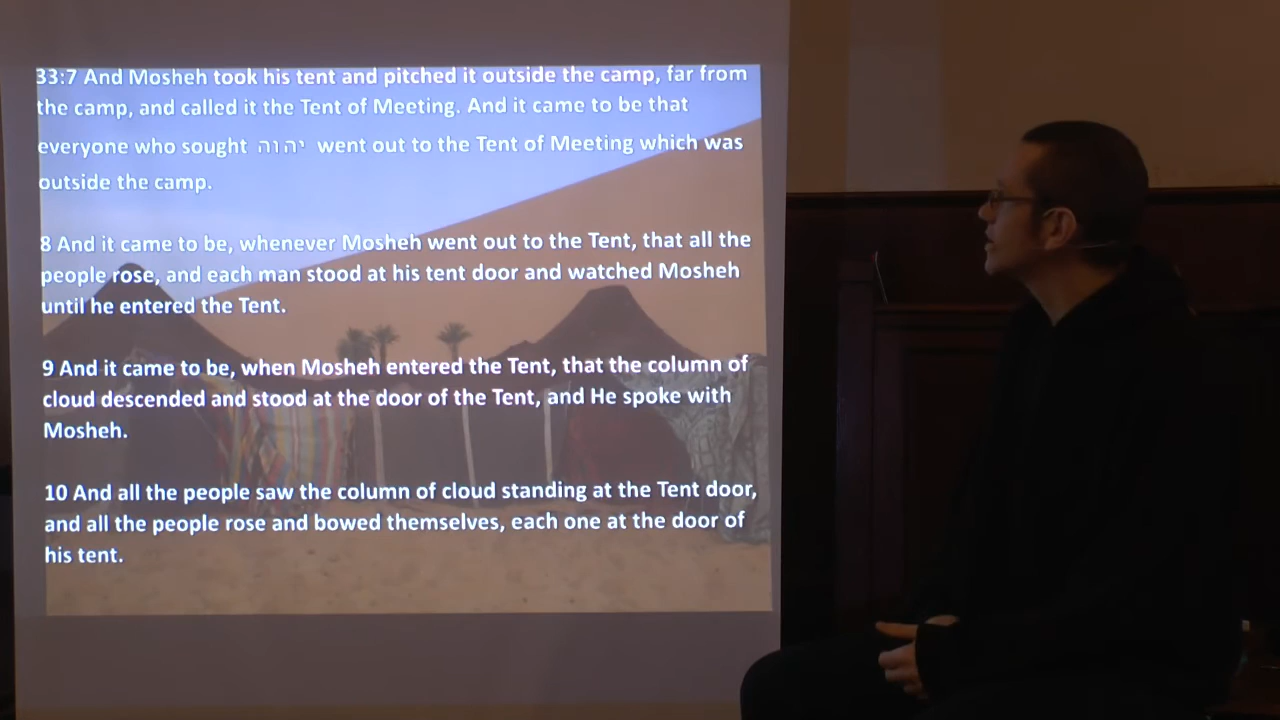 33:7 And Mosheh took his tent and pitched it outside the camp, far from
the camp, and called it the Tent of Meeting. And it came to be that
everyone who sought יהוה went out to the Tent of Meeting which was
outside the camp.
8 And it came to be, whenever Mosheh went out to the Tent, that all the
people rose, and each man stood at his tent door and watched Mosheh
until he entered the Tent.
9 And it came to be, when Mosheh entered the Tent, that the column of
cloud descended and stood at the door of the Tent, and He spoke with
Mosheh.
10 And all the people saw the column of cloud standing at the Tent door,
and all the people rose and bowed themselves, each one at the door of
his tent.